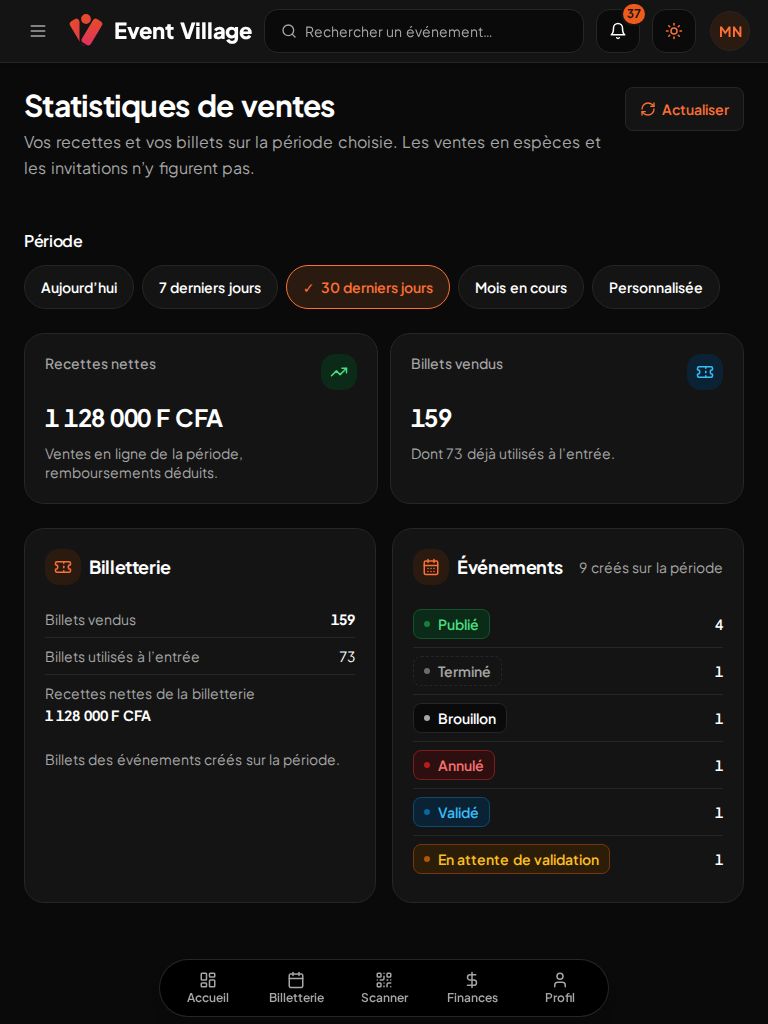 Event Village
Rechercher un événement...
37
MN
Statistiques de ventes
Actualiser
Vos recettes et vos billets sur la période choisie. Les ventes en espèces et
les invitations n'y figurent pas.
Période
Aujourd'hui
7 derniers jours
✓ 30 derniers jours
Mois en cours
Personnalisée
Recettes nettes
1 128 000 F CFA
Ventes en ligne de la période,
remboursements déduits.
Billets vendus
159
Dont 73 déjà utilisés à l'entrée.
Billetterie
Billets vendus 159
Billets utilisés à l'entrée 73
Recettes nettes de la billetterie
1 128 000 F CFA
Billets des événements créés sur la période.
Événements 9 créés sur la période
Publié 4
Terminé 1
Brouillon 1
Annulé 1
Validé 1
En attente de validation 1
Accueil
Billetterie
Scanner
Finances
Profil